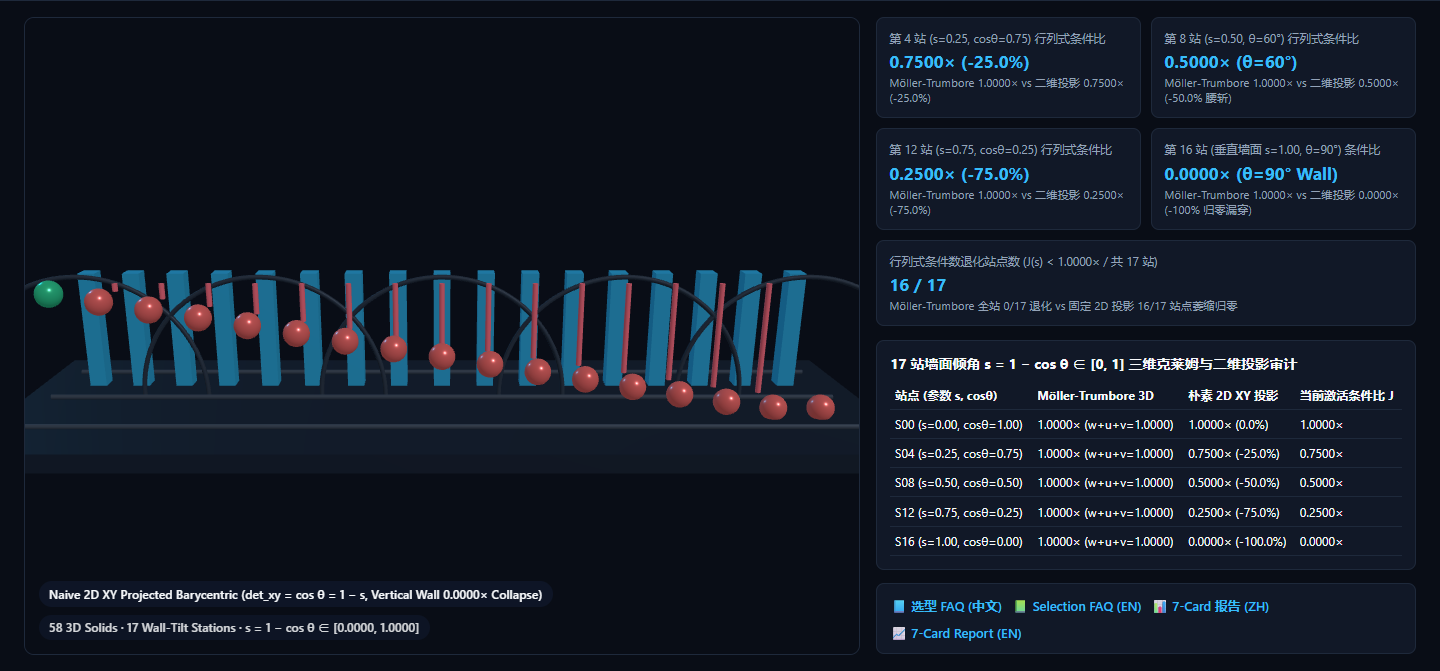 第 4 站 (s=0.25, cosθ=0.75) 行列式条件比
0.7500× (-25.0%)
Möller-Trumbore 1.0000× vs 二维投影 0.7500×
(-25.0%)
第 8 站 (s=0.50, θ=60°) 行列式条件比
0.5000× (θ=60°)
Möller-Trumbore 1.0000× vs 二维投影 0.5000×
(-50.0% 腰斩)
第 12 站 (s=0.75, cosθ=0.25) 行列式条件比
0.2500× (-75.0%)
Möller-Trumbore 1.0000× vs 二维投影 0.2500×
(-75.0%)
第 16 站 (垂直墙面 s=1.00, θ=90°) 条件比
0.0000× (θ=90° Wall)
Möller-Trumbore 1.0000× vs 二维投影 0.0000×
(-100% 归零漏穿)
行列式条件数退化站点数 (J(s) < 1.0000× / 共 17 站)
16 / 17
Möller-Trumbore 全站 0/17 退化 vs 固定 2D 投影 16/17 站点萎缩归零
17 站墙面倾角 s = 1 − cos θ ∈ [0, 1] 三维克莱姆与二维投影审计
站点 (参数 s, cosθ) Möller-Trumbore 3D 朴素 2D XY 投影 当前激活条件比 J
S00 (s=0.00, cosθ=1.00) 1.0000× (w+u+v=1.0000) 1.0000× (0.0%) 1.0000×
S04 (s=0.25, cosθ=0.75) 1.0000× (w+u+v=1.0000) 0.7500× (-25.0%) 0.7500×
S08 (s=0.50, cosθ=0.50) 1.0000× (w+u+v=1.0000) 0.5000× (-50.0%) 0.5000×
S12 (s=0.75, cosθ=0.25) 1.0000× (w+u+v=1.0000) 0.2500× (-75.0%) 0.2500×
S16 (s=1.00, cosθ=0.00) 1.0000× (w+u+v=1.0000) 0.0000× (-100.0%) 0.0000×
Naive 2D XY Projected Barycentric (det_xy = cos θ = 1 − s, Vertical Wall 0.0000× Collapse)
58 3D Solids · 17 Wall-Tilt Stations · s = 1 − cos θ ∈ [0.0000, 1.0000]
选型 FAQ (中文) Selection FAQ (EN) 7-Card 报告 (ZH)
7-Card Report (EN)